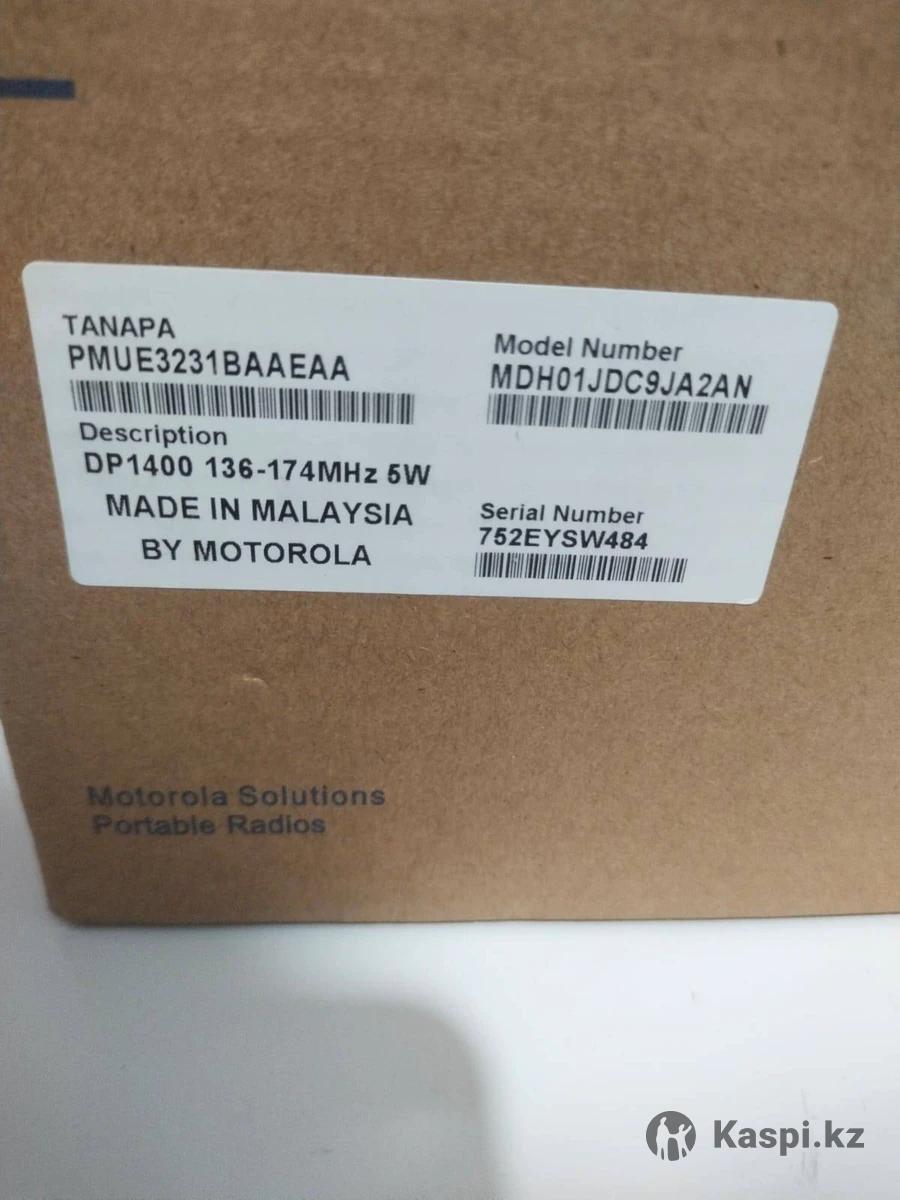 TANAPA
PMUE3231BAAEAA
Description
DP1400 136-174MHz 5W
MADE IN MALAYSIA
BY MOTOROLA
Model Number
MDH01JDC9JA2AN
Serial Number
752EYSW484
Motorola Solutions
Portable Radios
Kaspi.kz